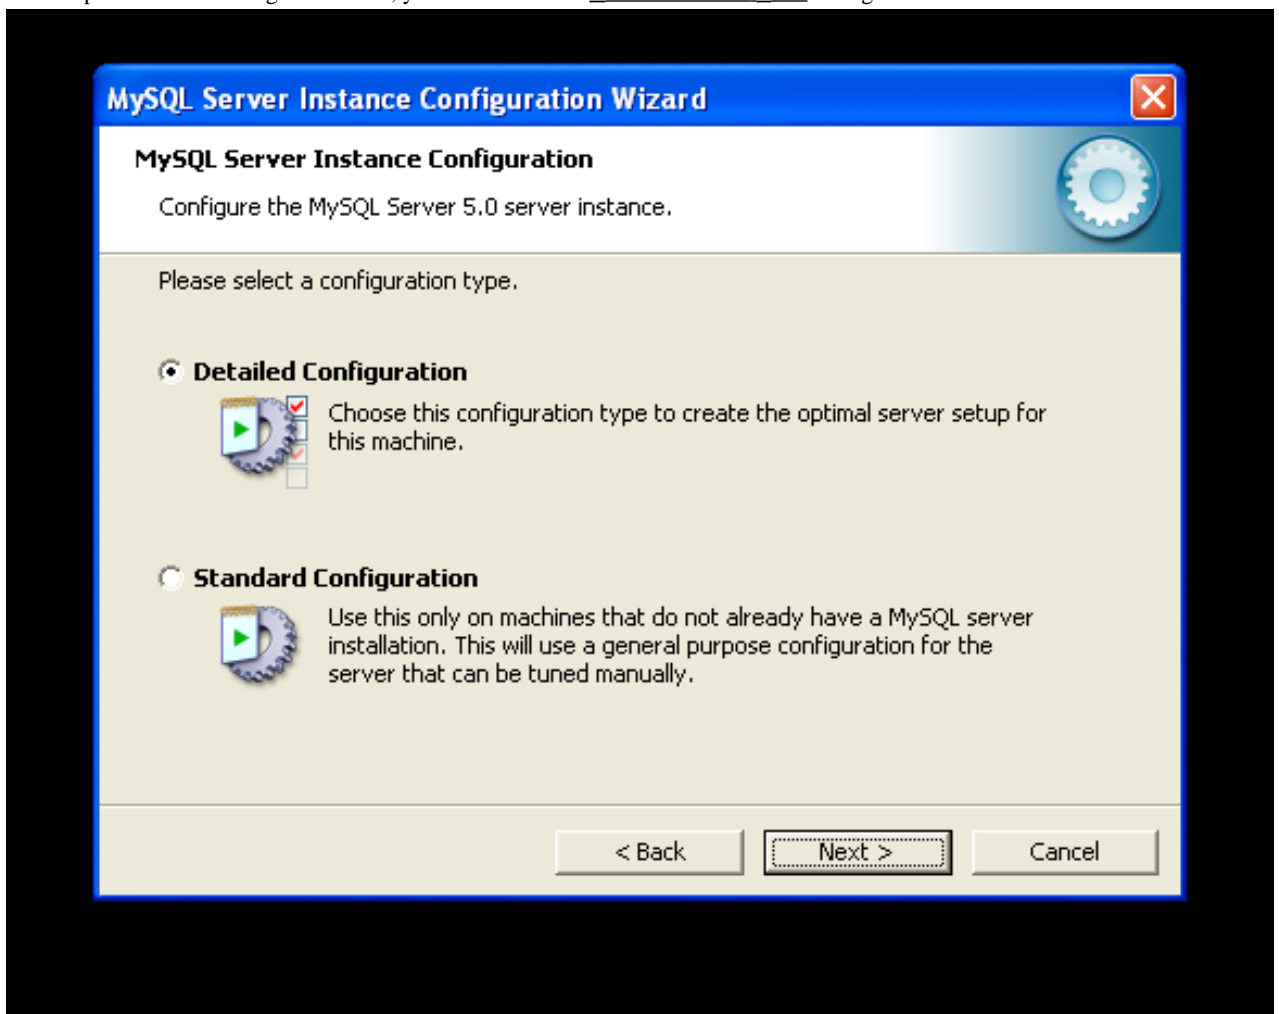 MySQL Server Instance Configuration Wizard
MySQL Server Instance Configuration
Configure the MySQL Server 5.0 server instance.
Please select a configuration type.
Detailed Configuration
Choose this configuration type to create the optimal server setup for
this machine.
Standard Configuration
Use this only on machines that do not already have a MySQL server
installation. This will use a general purpose configuration for the
server that can be tuned manually.
< Back
Next >
Cancel